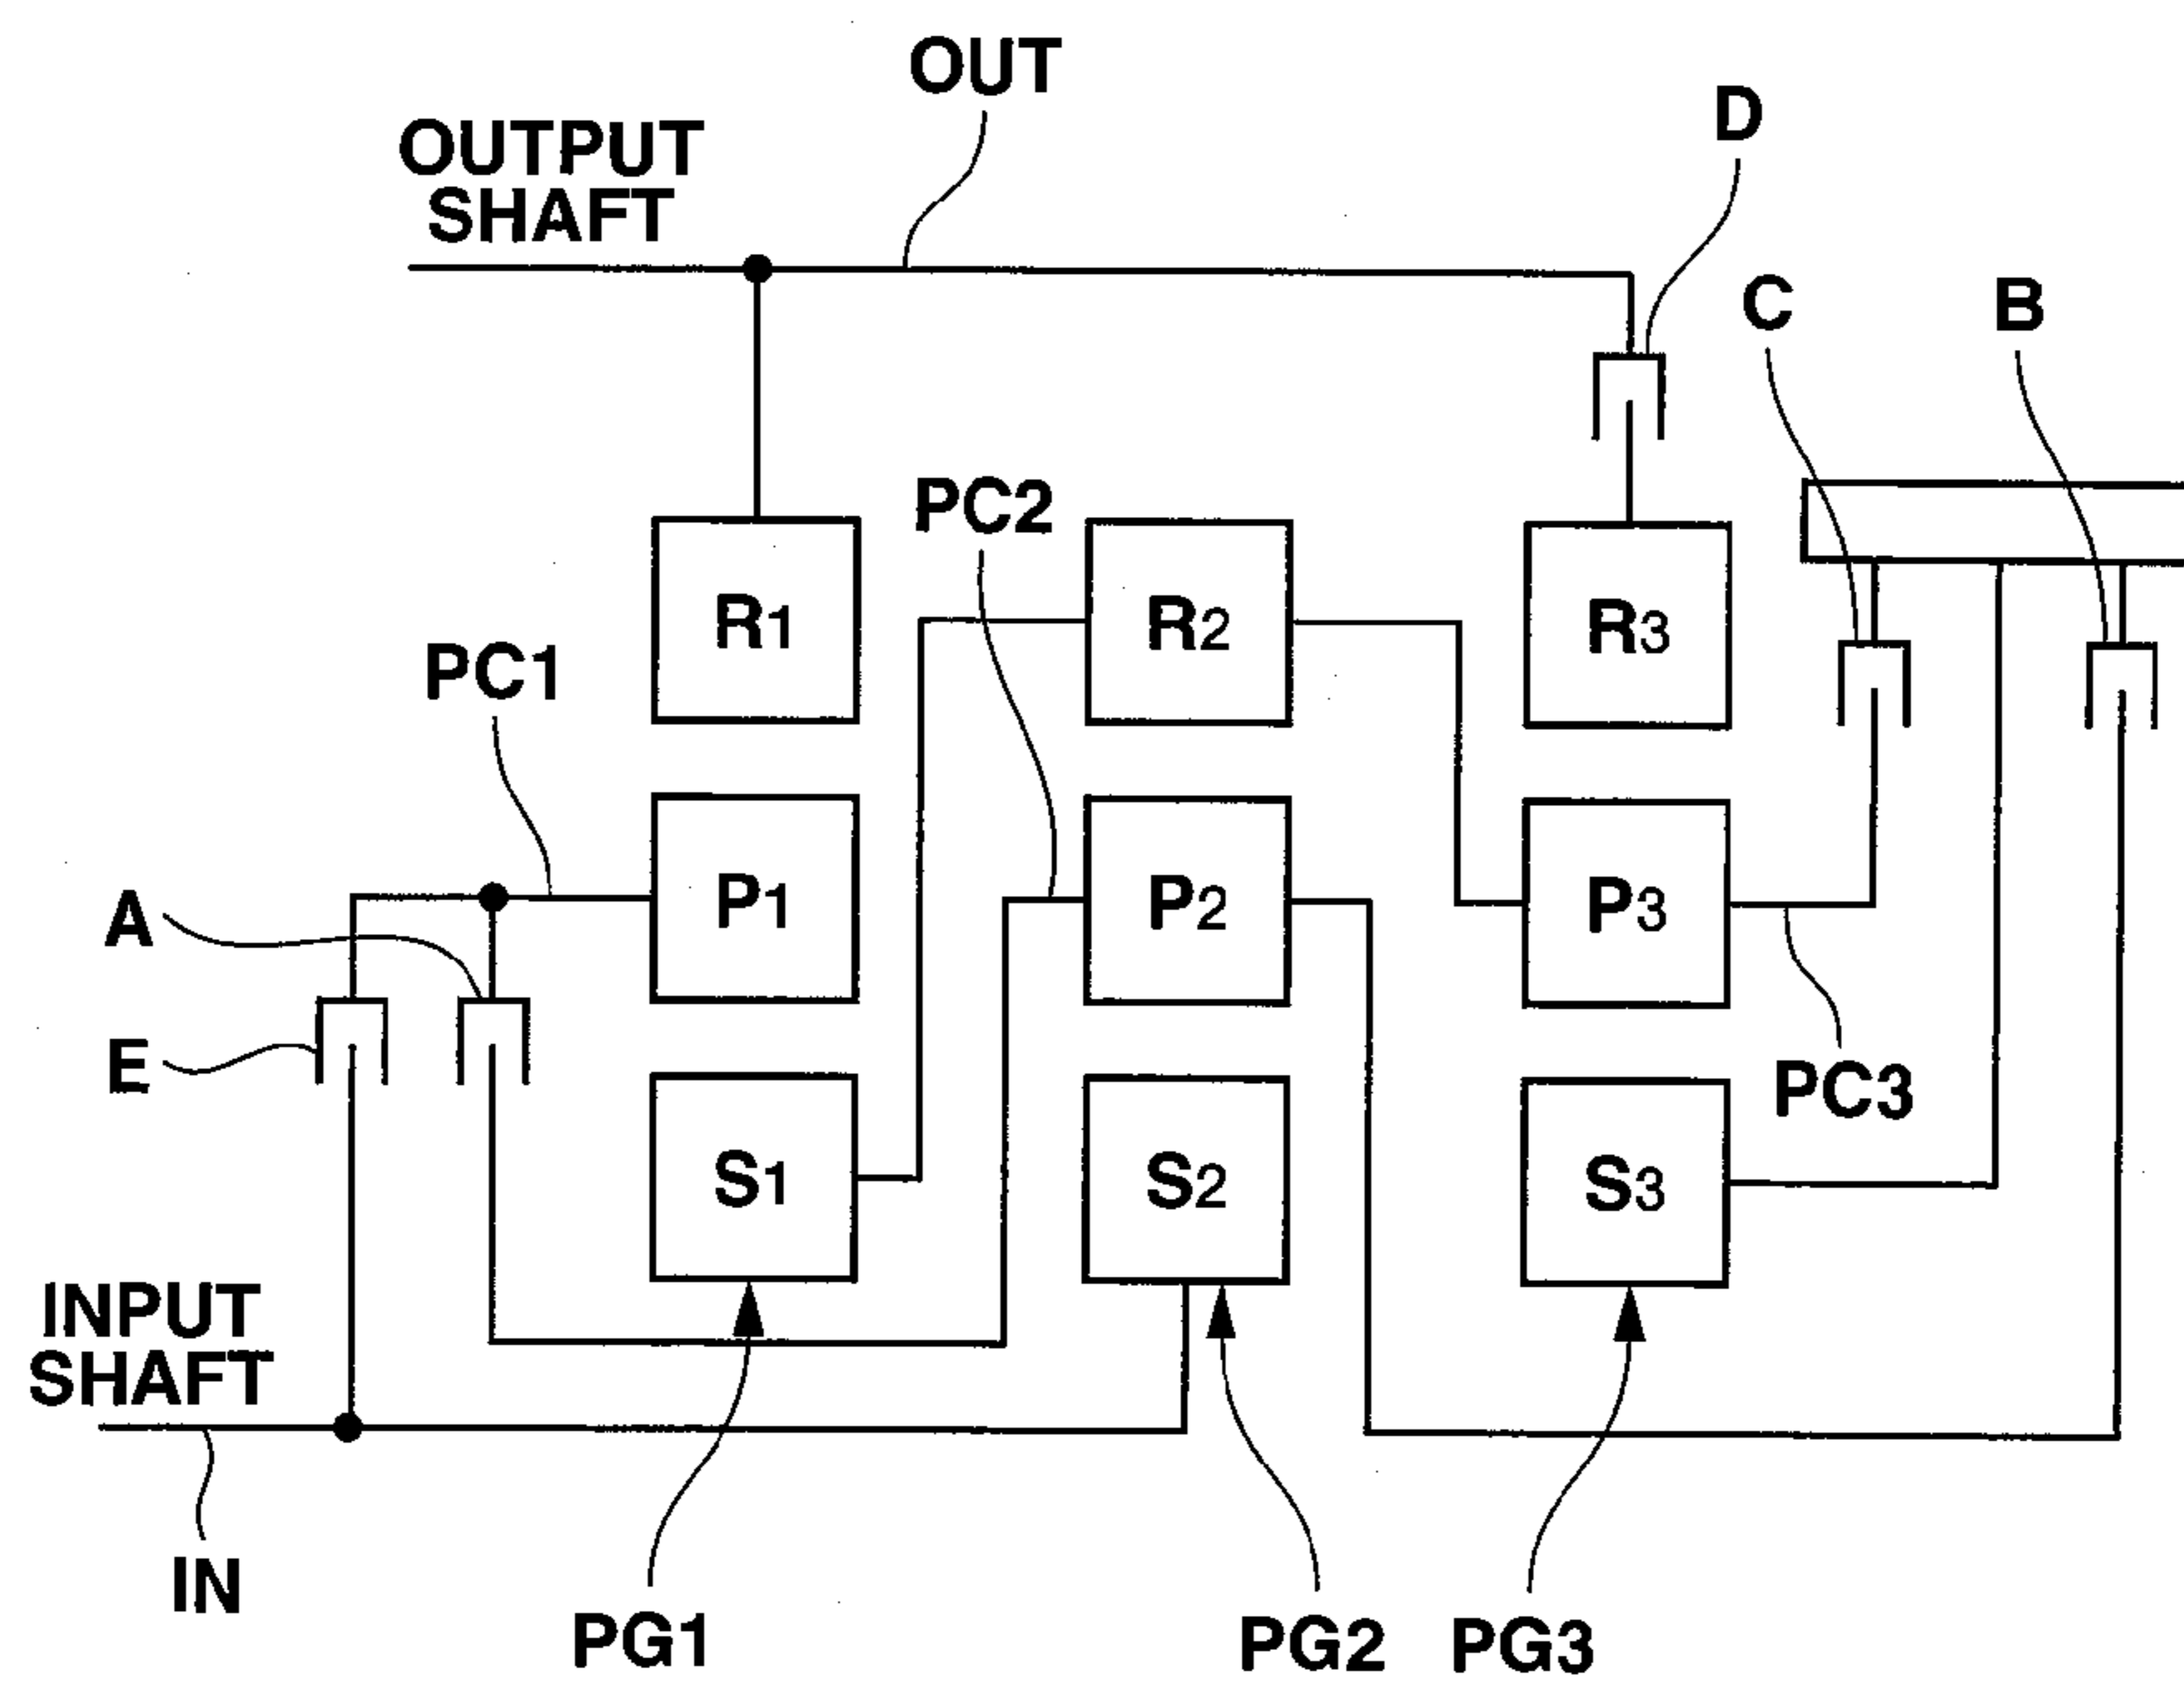 OUT
D
OUTPUT
SHAFT
C
B
PC2
R1
R2
R3
PC1
P1
P2
P3
A
E
PC3
S1
S2
S3
INPUT
SHAFT
IN
PG1
PG2
PG3